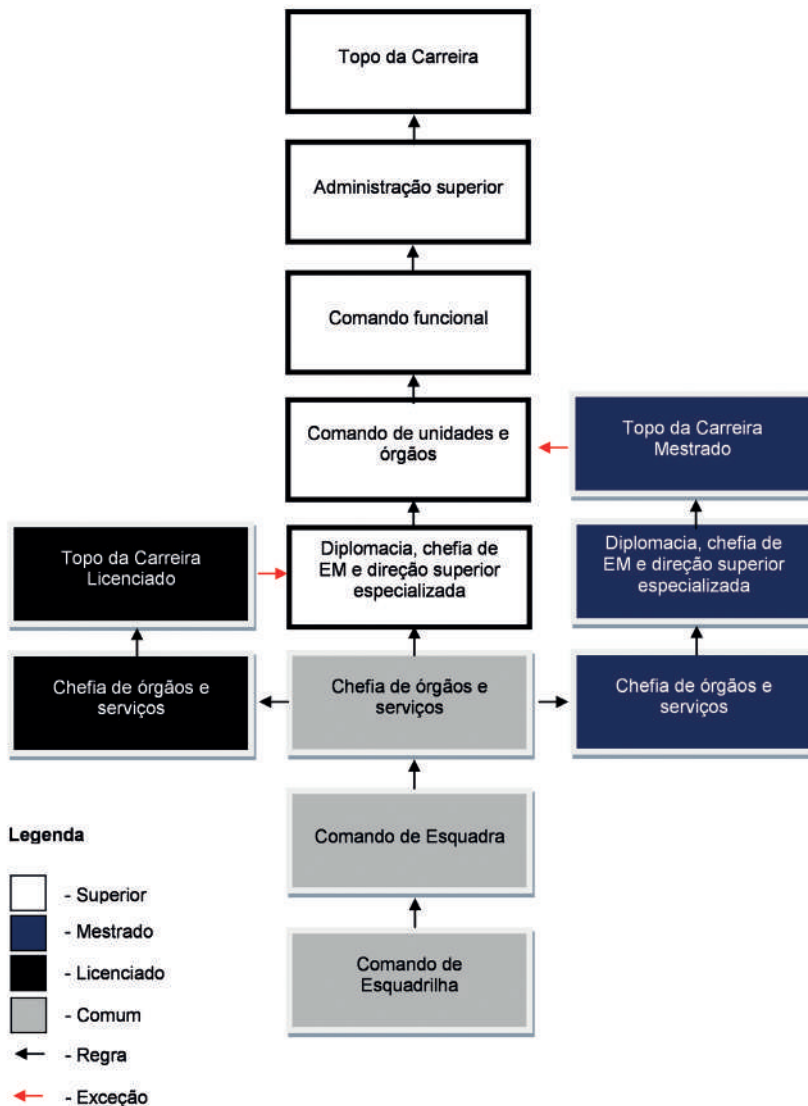 Topo da Carreira
Administração superior
Comando funcional
Comando de unidades e
órgãos
Topo da Carreira
Mestrado
Topo da Carreira
Licenciado
Diplomacia, chefia de
EM e direção superior
especializada
Diplomacia, chefia de
EM e direção superior
especializada
Chefia de órgãos e
serviços
Chefia de órgãos e
serviços
Chefia de órgãos e
serviços
Comando de Esquadra
Comando de
Esquadrilha
Legenda
- Superior
- Mestrado
- Licenciado
- Comum
- Regra
- Exceção